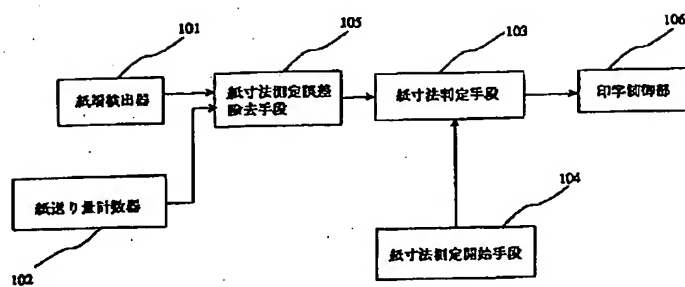 101
紙端検出器
105
紙寸法測定誤差
除去手段
103
紙寸法判定手段
106
印字制御部
紙送り量計数器
102
104
紙寸法測定開始手段